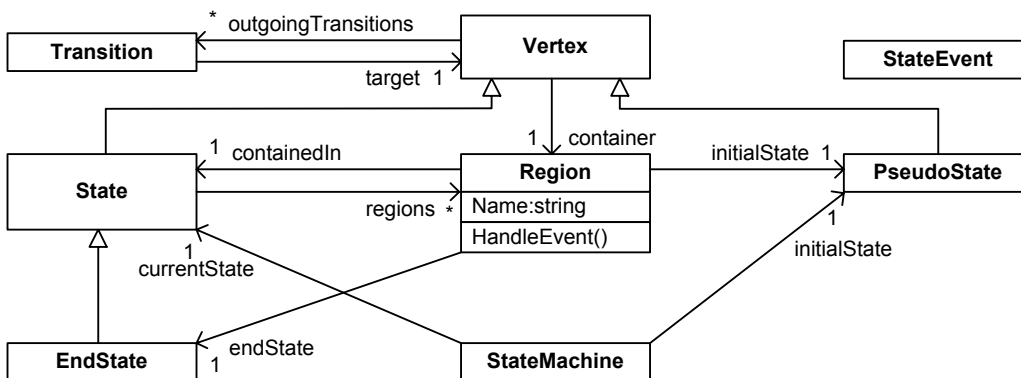 * outgoingTransitions
Transition
Vertex
StateEvent
target 1
1 container
1 containedIn
initialState 1
State
Region
PseudoState
regions *
Name:string
HandleEvent()
1
currentState
1
initialState
EndState
1
endState
StateMachine